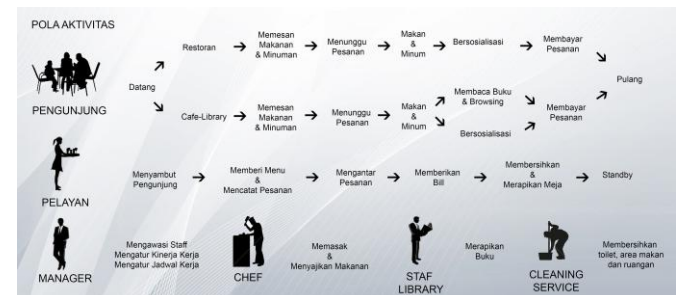 POLA AKTIVITAS
PENGUNJUNG
Datang
Restoran
Memesan
Makanan
& Minuman
Menunggu
Pesanan
Makan
&
Minum
Bersosialisasi
Membayar
Pesanan
Pulang
Cafe-Library
Memesan
Makanan
& Minuman
Menunggu
Pesanan
Makan
&
Minum
Membaca Buku
& Browsing
Bersosialisasi
Membayar
Pesanan
PELAYAN
Menyambut
Pengunjung
Memberi Menu
&
Mencatat Pesanan
Mengantar
Pesanan
Memberikan
Bill
Membersihkan
&
Merapikan Meja
Standby
MANAGER
Mengawasi Staff
Mengatur Kinerja Kerja
Mengatur Jadwal Kerja
CHEF
Memasak
&
Menyajikan Makanan
STAF
LIBRARY
Merapikan
Buku
CLEANING
SERVICE
Membersihkan
toilet, area makan
dan ruangan